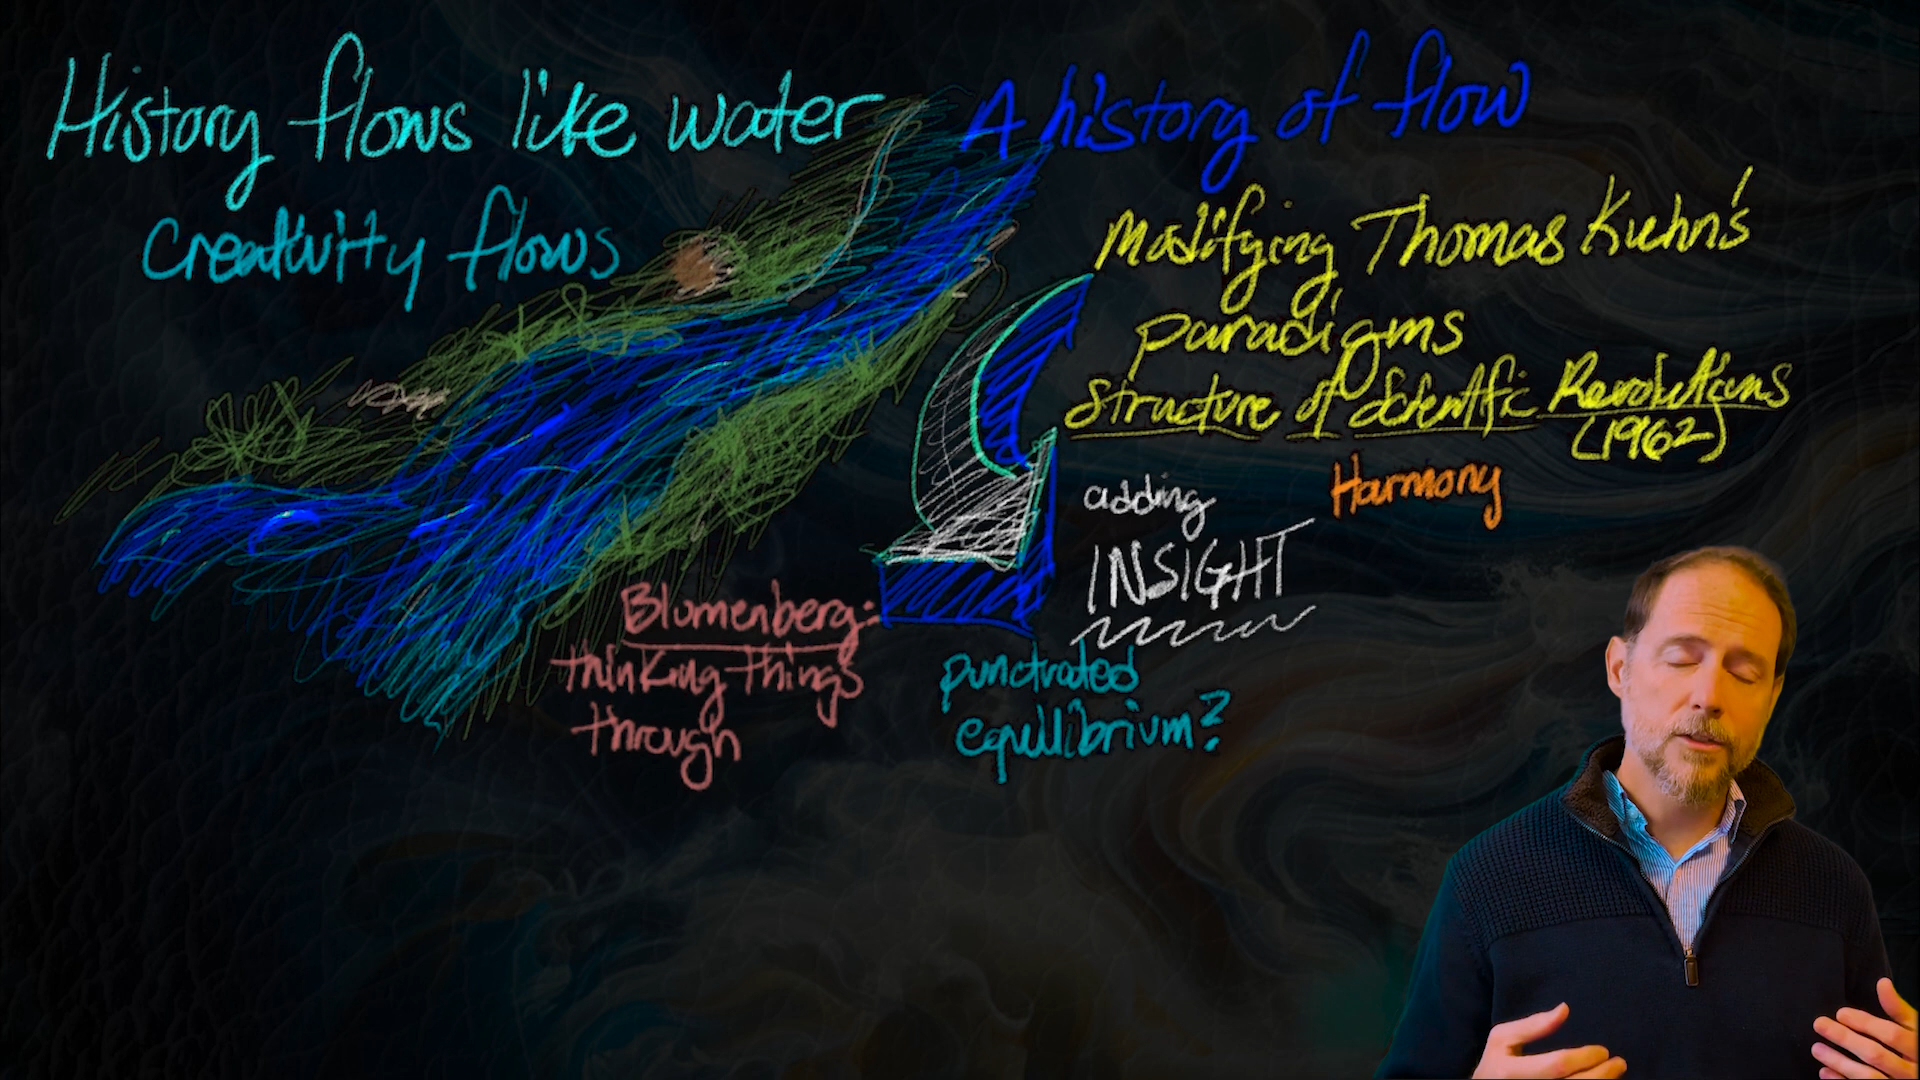 History flows like water
Creativity flows
A history of flow
Modifying Thomas Kuhn's
paradigms
Structure of Scientific Revolutions
(1962)
Harmony
adding
INSIGHT
Blumenberg:
thinking things
through
punctuated
equilibrium?